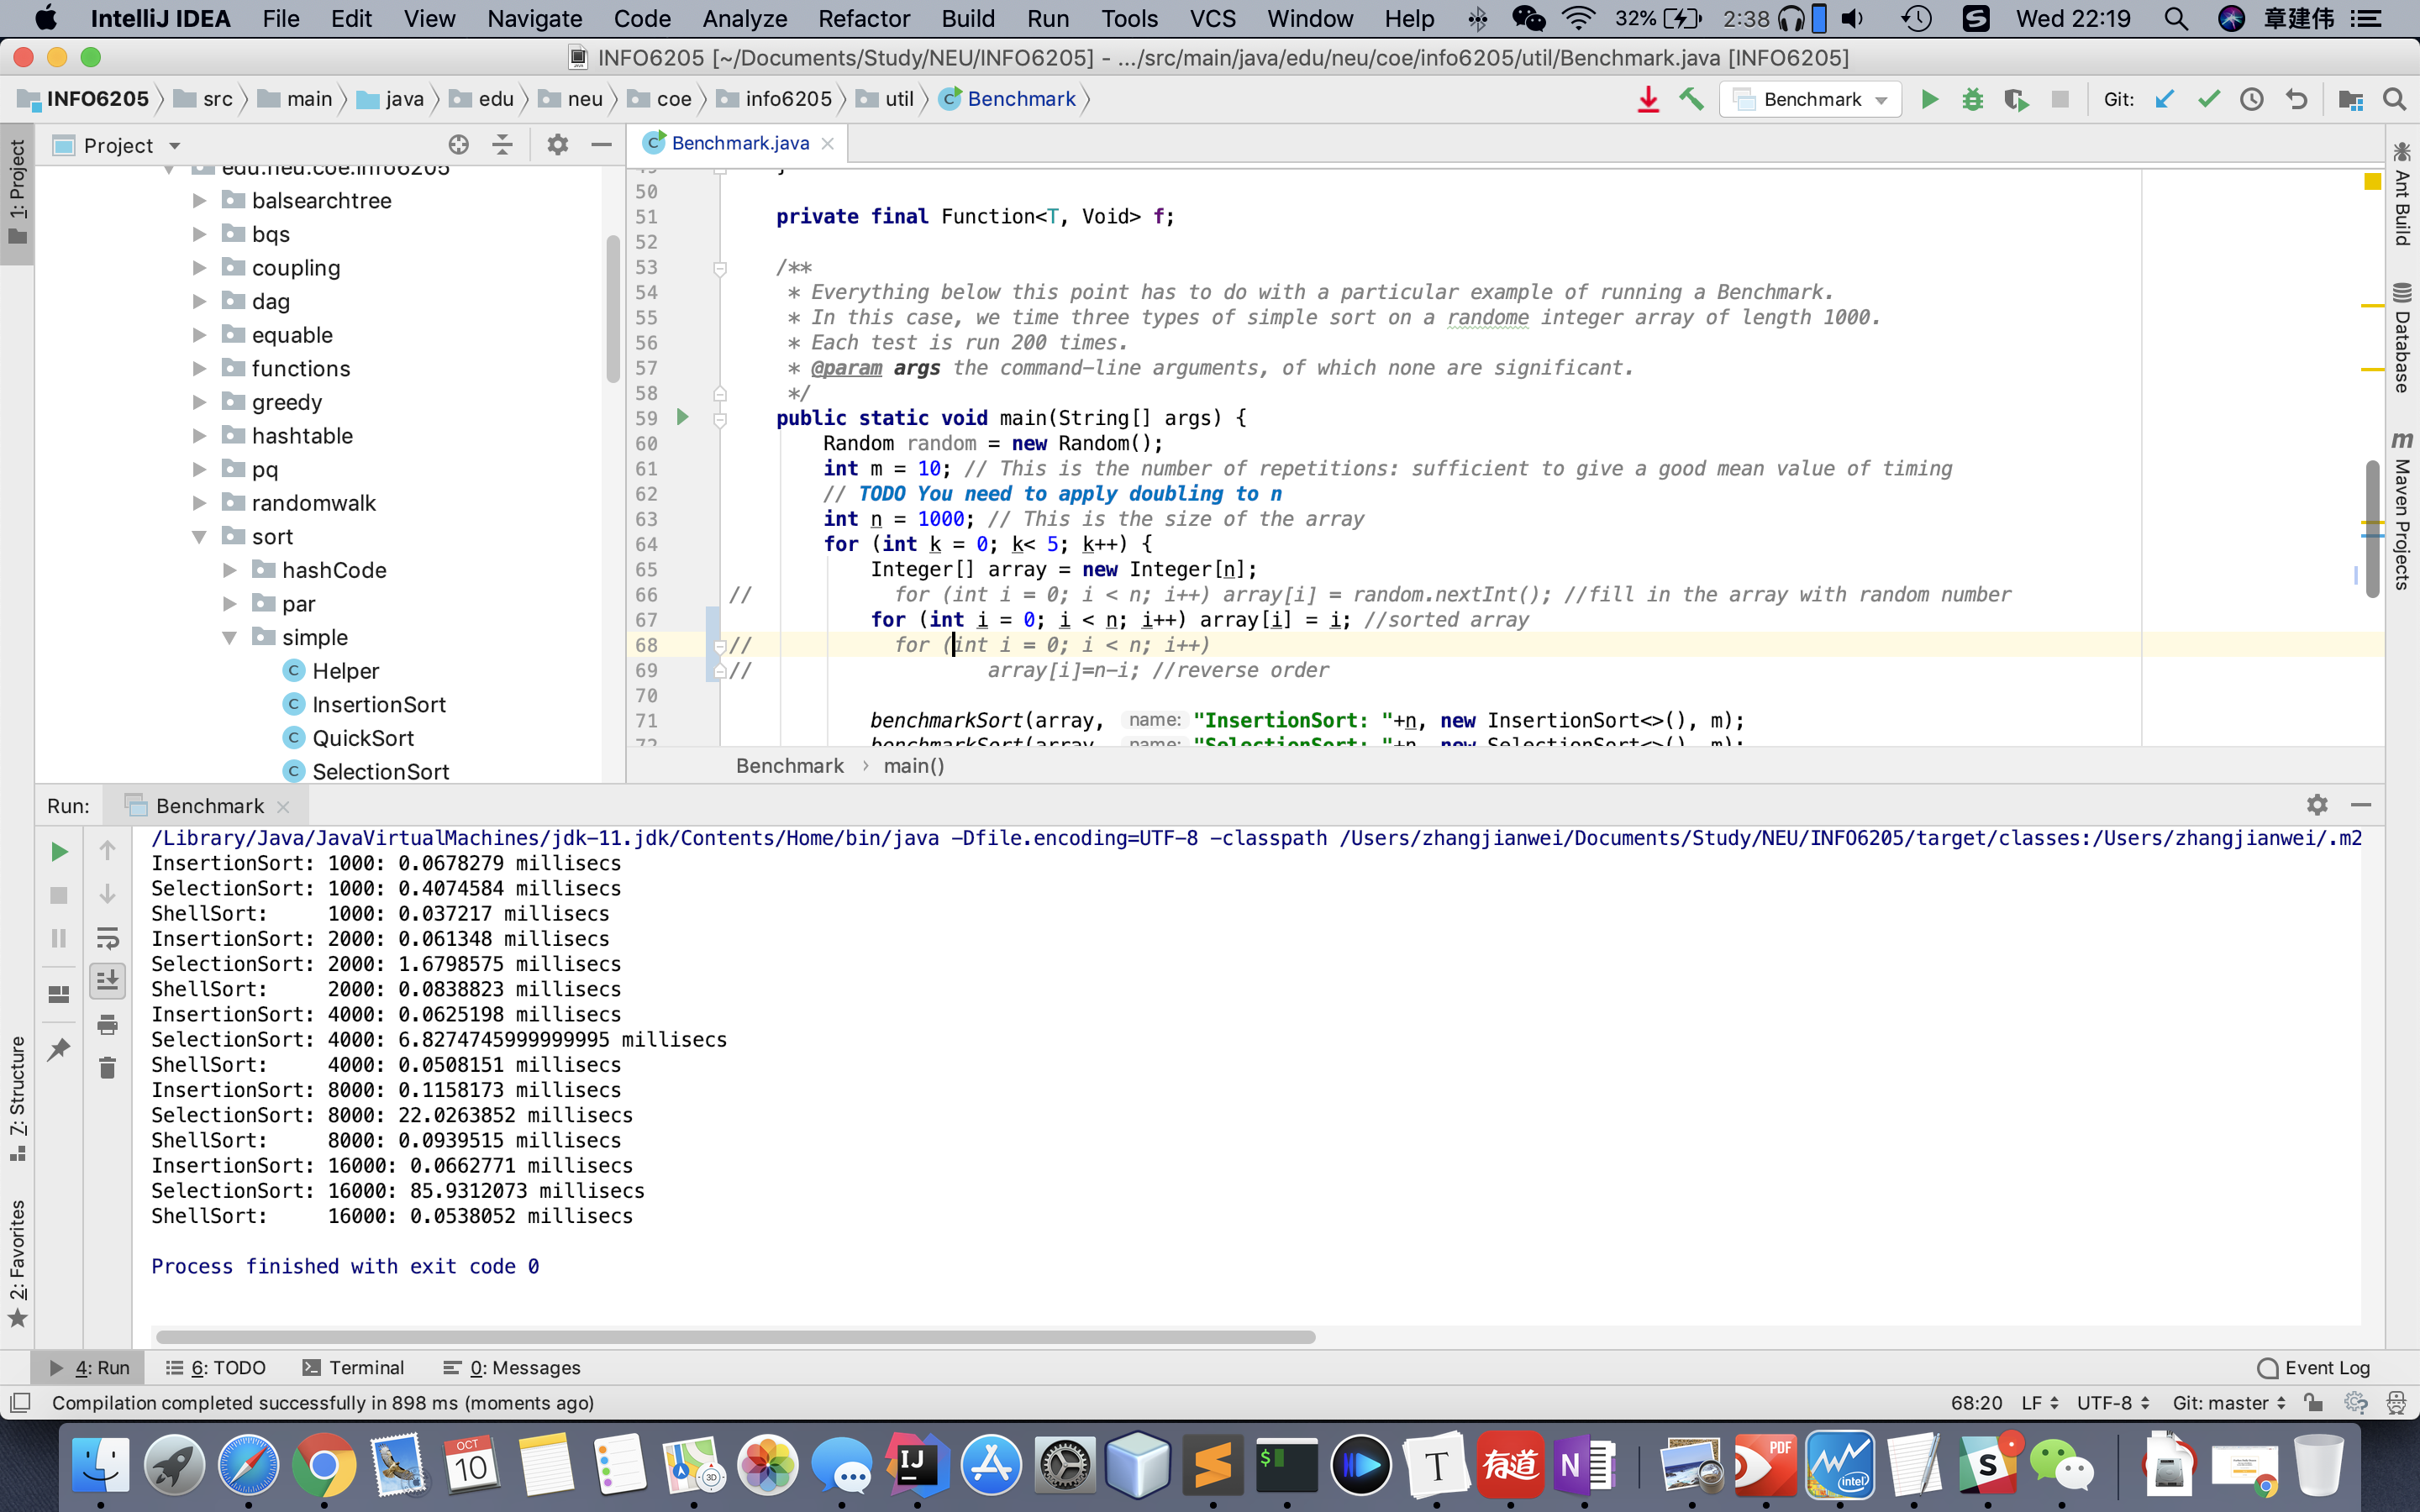 IntelliJ IDEA File Edit View Navigate Code Analyze Refactor Build Run Tools VCS Window Help 32% 2:38 Wed 22:19 章建伟
INFO6205 [~/Documents/Study/NEU/INFO6205] - .../src/main/java/edu/neu/coe/info6205/util/Benchmark.java [INFO6205]
INFO6205 src main java edu neu coe info6205 util Benchmark Benchmark Git:
1: Project
Project
edu.neu.coe.info6205
balsearchtree
bqs
coupling
dag
equable
functions
greedy
hashtable
pq
randomwalk
sort
hashCode
par
simple
Helper
InsertionSort
QuickSort
SelectionSort
Benchmark.java
50
51 private final Function<T, Void> f;
52
53 /**
54 * Everything below this point has to do with a particular example of running a Benchmark.
55 * In this case, we time three types of simple sort on a randome integer array of length 1000.
56 * Each test is run 200 times.
57 * @param args the command-line arguments, of which none are significant.
58 */
59 public static void main(String[] args) {
60 Random random = new Random();
61 int m = 10; // This is the number of repetitions: sufficient to give a good mean value of timing
62 // TODO You need to apply doubling to n
63 int n = 1000; // This is the size of the array
64 for (int k = 0; k< 5; k++) {
65 Integer[] array = new Integer[n];
66 // for (int i = 0; i < n; i++) array[i] = random.nextInt(); //fill in the array with random number
67 for (int i = 0; i < n; i++) array[i] = i; //sorted array
68 // for (int i = 0; i < n; i++)
69 // array[i]=n-i; //reverse order
70
71 benchmarkSort(array, name: "InsertionSort: "+n, new InsertionSort<>(), m);
72 benchmarkSort(array, name: "SelectionSort: "+n, new SelectionSort<>(), m);
Benchmark › main()
Ant Build
Database
m Maven Projects
Run: Benchmark
/Library/Java/JavaVirtualMachines/jdk-11.jdk/Contents/Home/bin/java -Dfile.encoding=UTF-8 -classpath /Users/zhangjianwei/Documents/Study/NEU/INFO6205/target/classes:/Users/zhangjianwei/.m2
InsertionSort: 1000: 0.0678279 millisecs
SelectionSort: 1000: 0.4074584 millisecs
ShellSort: 1000: 0.037217 millisecs
InsertionSort: 2000: 0.061348 millisecs
SelectionSort: 2000: 1.6798575 millisecs
ShellSort: 2000: 0.0838823 millisecs
InsertionSort: 4000: 0.0625198 millisecs
SelectionSort: 4000: 6.8274745999999995 millisecs
ShellSort: 4000: 0.0508151 millisecs
InsertionSort: 8000: 0.1158173 millisecs
SelectionSort: 8000: 22.0263852 millisecs
ShellSort: 8000: 0.0939515 millisecs
InsertionSort: 16000: 0.0662771 millisecs
SelectionSort: 16000: 85.9312073 millisecs
ShellSort: 16000: 0.0538052 millisecs
Process finished with exit code 0
7: Structure
2: Favorites
4: Run 6: TODO Terminal 0: Messages Event Log
Compilation completed successfully in 898 ms (moments ago) 68:20 LF UTF-8 Git: master
OCT
10
3D
IJ
$
T
有道
N
PDF
intel
S